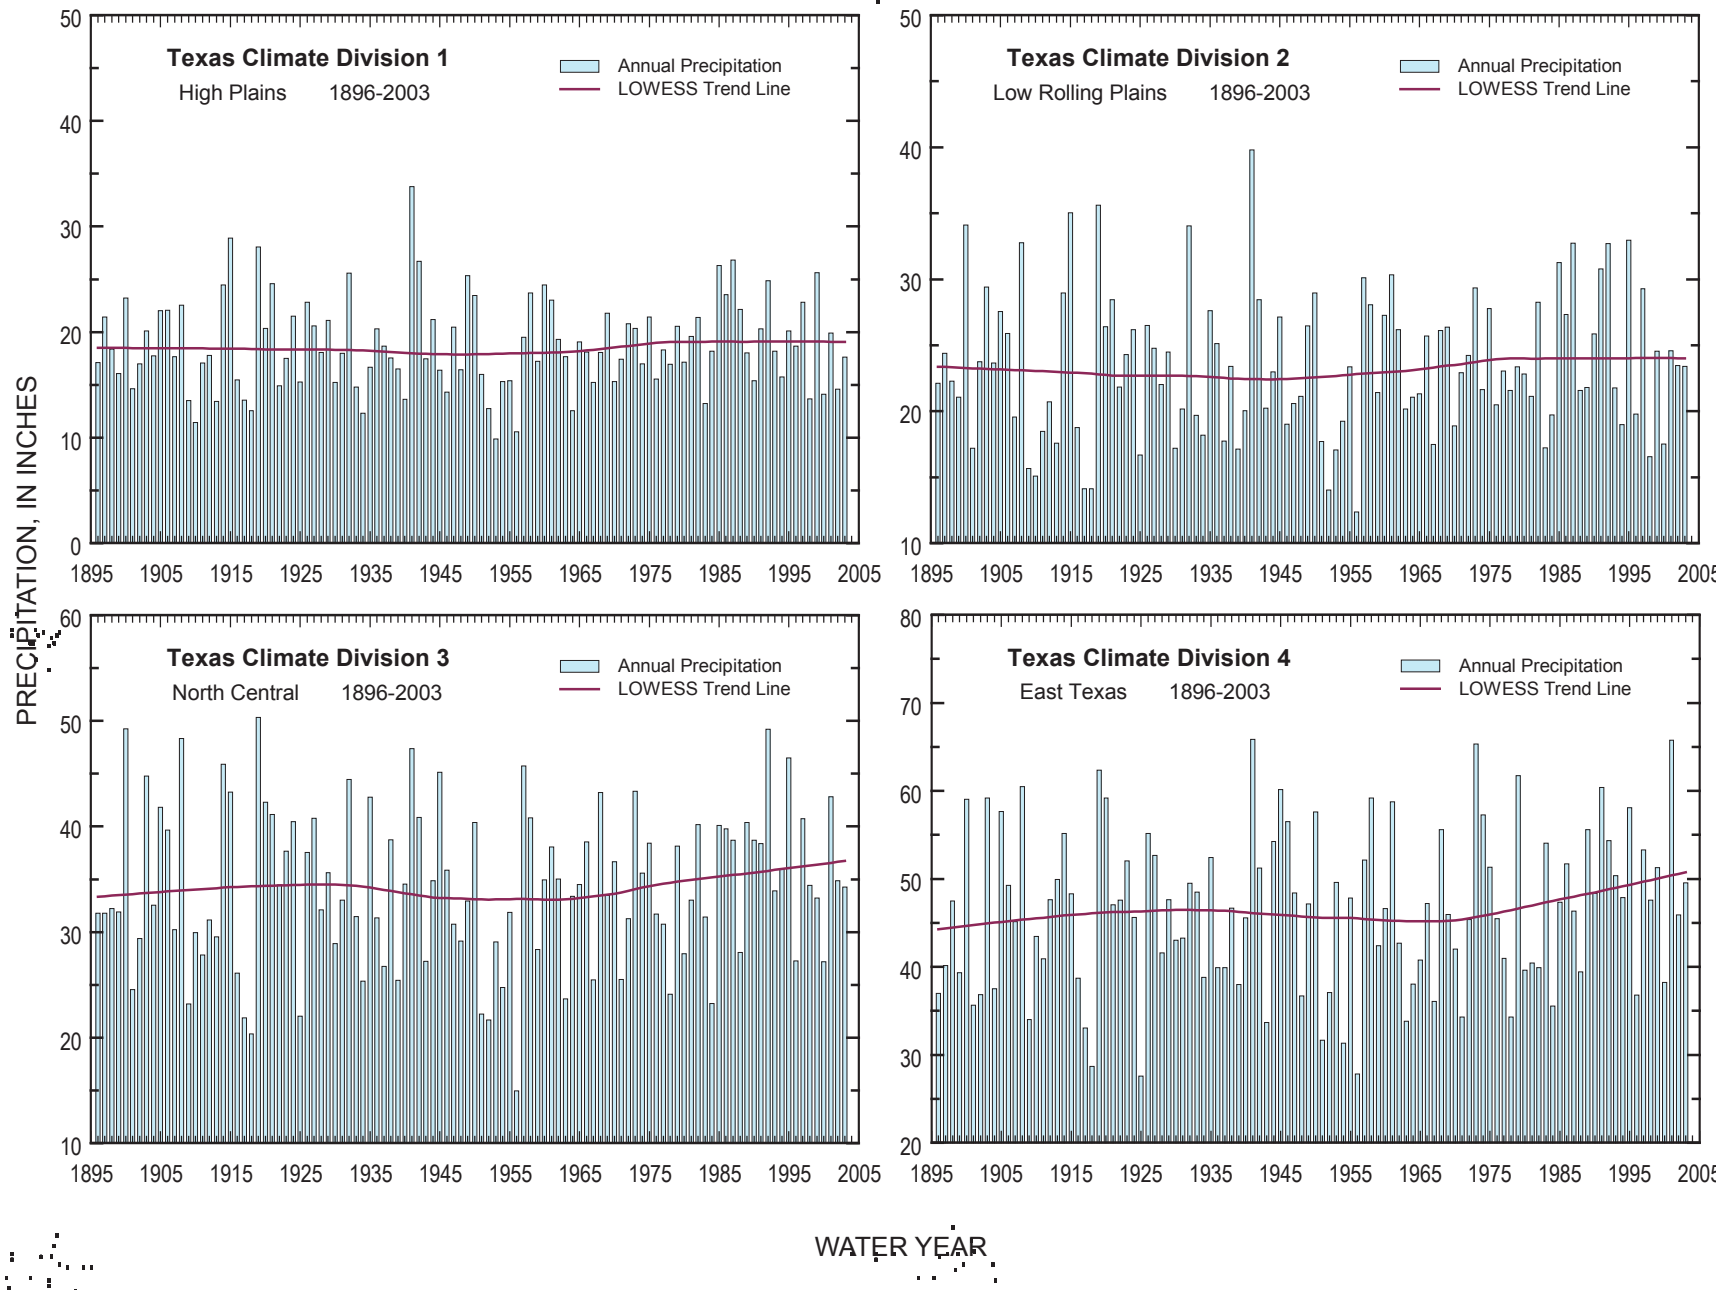 PRECIPITATION, IN INCHES
Texas Climate Division 1
High Plains 1896-2003
Annual Precipitation
LOWESS Trend Line
50
40
30
20
10
0
1895 1905 1915 1925 1935 1945 1955 1965 1975 1985 1995 2005
Texas Climate Division 2
Low Rolling Plains 1896-2003
Annual Precipitation
LOWESS Trend Line
50
40
30
20
10
1895 1905 1915 1925 1935 1945 1955 1965 1975 1985 1995 2005
Texas Climate Division 3
North Central 1896-2003
Annual Precipitation
LOWESS Trend Line
60
50
40
30
20
10
1895 1905 1915 1925 1935 1945 1955 1965 1975 1985 1995 2005
Texas Climate Division 4
East Texas 1896-2003
Annual Precipitation
LOWESS Trend Line
80
70
60
50
40
30
20
1895 1905 1915 1925 1935 1945 1955 1965 1975 1985 1995 2005
WATER YEAR